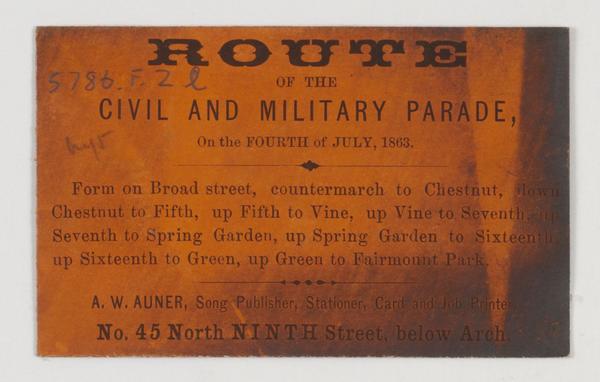 ROUTE
5786.F.2 l
OF THE
CIVIL AND MILITARY PARADE,
On the FOURTH of JULY, 1863.
Form on Broad street, countermarch to Chestnut, down
Chestnut to Fifth, up Fifth to Vine, up Vine to Seventh, up
Seventh to Spring Garden, up Spring Garden to Sixteenth,
up Sixteenth to Green, up Green to Fairmount Park.
A. W. AUNER, Song Publisher, Stationer, Card and Job Printer
No. 45 North NINTH Street, below Arch.